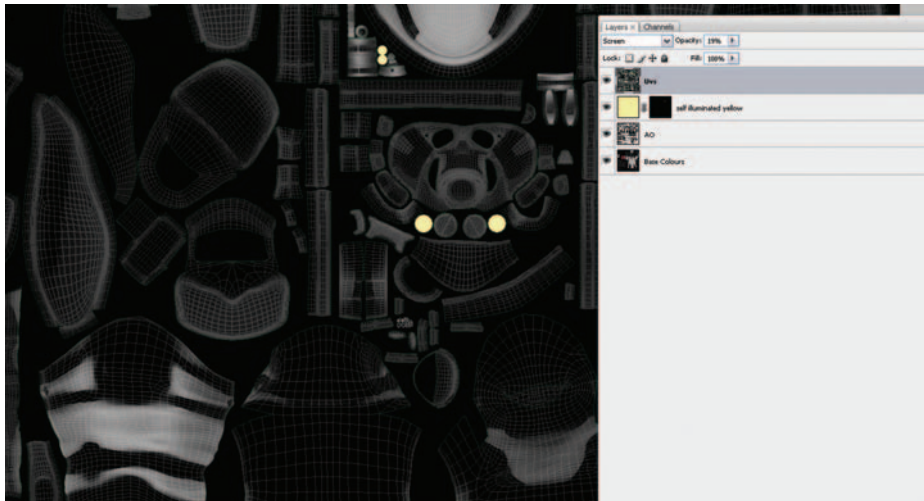 Layers × Channels
Screen Opacity: 19%
Lock: Fill: 100%
Uvs
self illuminated yellow
AO
Base Colours